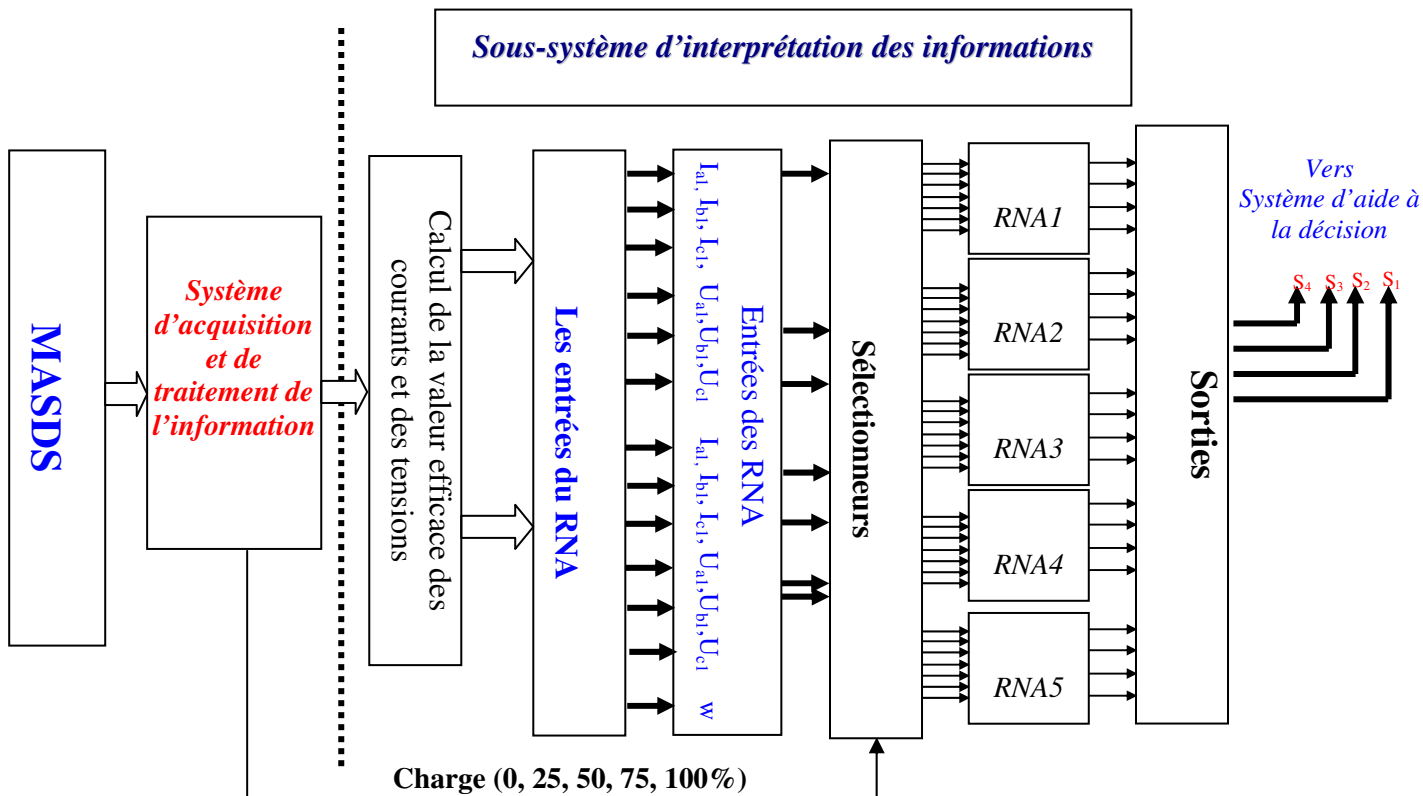 Sous-système d'interprétation des informations
MASDS
Système
d'acquisition
et de
traitement de
l'information
Calcul de la valeur efficace des
courants et des tensions
Les entrées du RNA
Ia1, Ib1, Ic1, Ua1,Ub1,Uc1 Ia1, Ib1, Ic1, Ua1,Ub1,Uc1 w
Entrées des RNA
Sélectionneurs
RNA1
RNA2
RNA3
RNA4
RNA5
Sorties
Vers
Système d'aide à
la décision
S4 S3 S2 S1
Charge (0, 25, 50, 75, 100%)